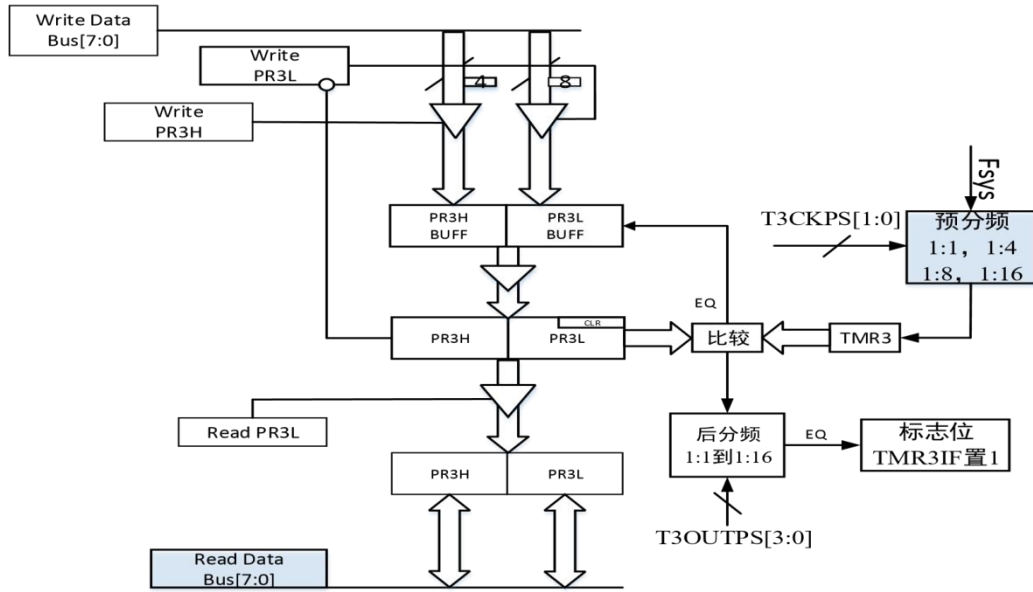 Write Data
Bus[7:0]
Write
PR3L
4
8
Write
PR3H
Fsys
T3CKPS[1:0]
预分频
1:1，1:4
1:8，1:16
PR3H
BUFF
PR3L
BUFF
EQ
CLR
PR3H
PR3L
比较
TMR3
Read PR3L
后分频
1:1到1:16
EQ
标志位
TMR3IF置1
PR3H
PR3L
T3OUTPS[3:0]
Read Data
Bus[7:0]